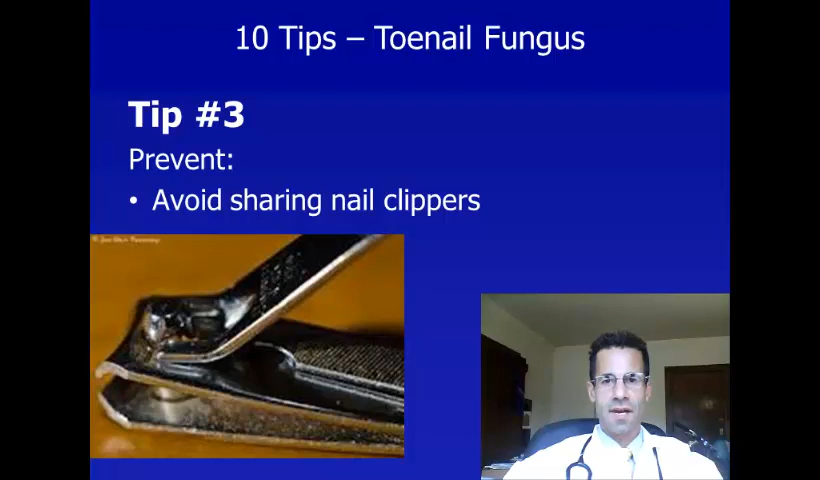 10 Tips – Toenail Fungus
Tip #3
Prevent:
• Avoid sharing nail clippers